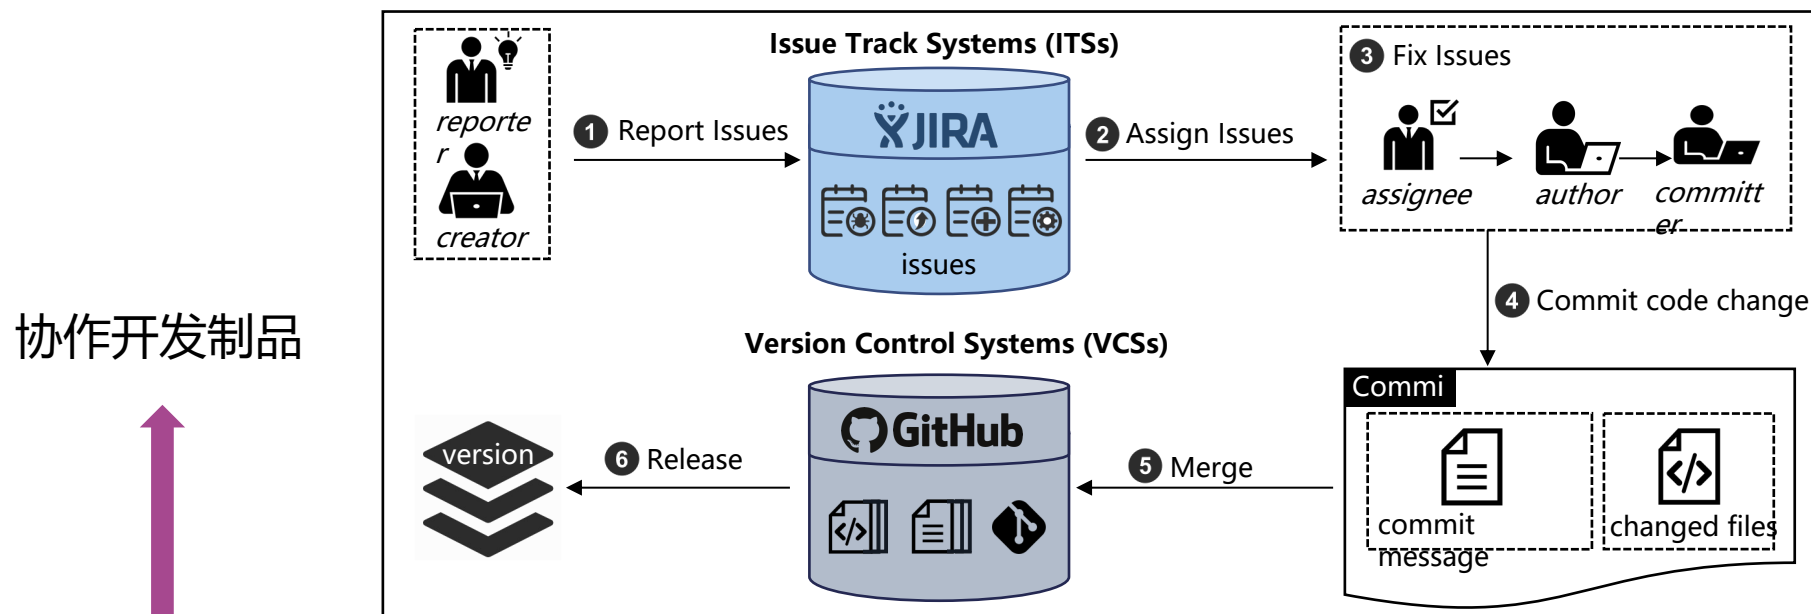 Issue Track Systems (ITSs)
reporte
r
creator
1 Report Issues
JIRA
issues
2 Assign Issues
3 Fix Issues
assignee
author
committ
er
4 Commit code change
协作开发制品
Version Control Systems (VCSs)
Commi
commit
message
changed files
5 Merge
GitHub
6 Release
version